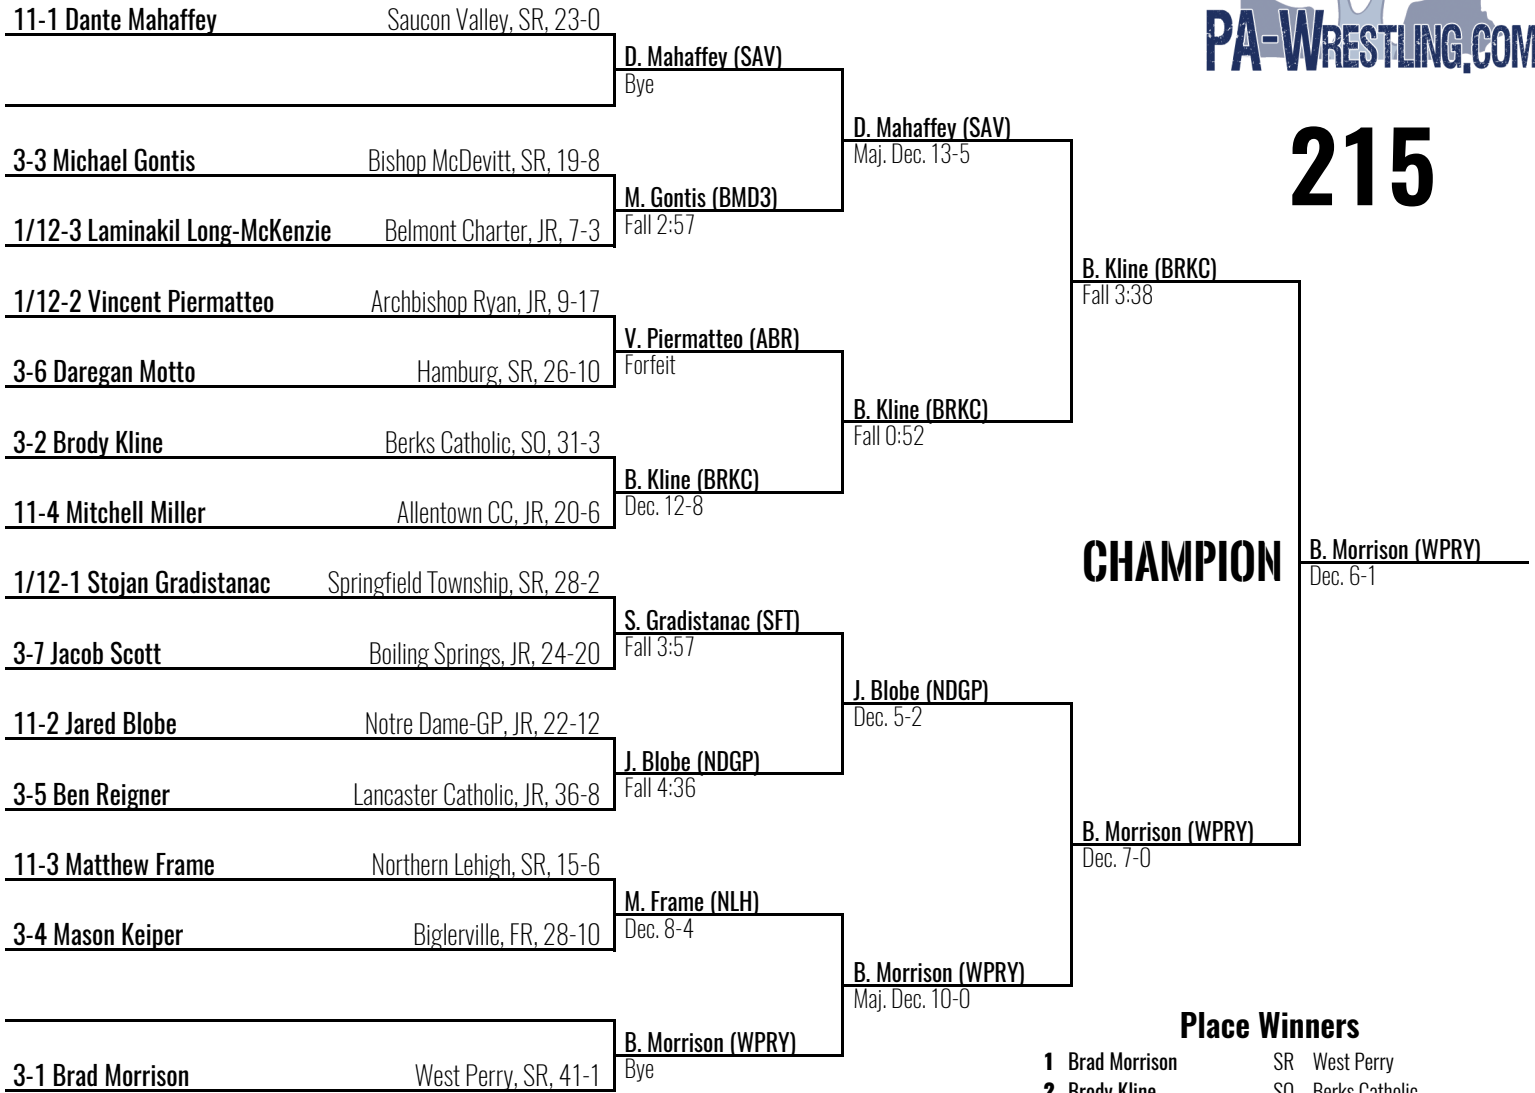 11-1 Dante Mahaffey Saucon Valley, SR, 23-0
PA-WRESTLING.COM
D. Mahaffey (SAV)
Bye
215
D. Mahaffey (SAV)
Maj. Dec. 13-5
3-3 Michael Gontis Bishop McDevitt, SR, 19-8
M. Gontis (BMD3)
Fall 2:57
1/12-3 Laminakil Long-McKenzie Belmont Charter, JR, 7-3
B. Kline (BRKC)
Fall 3:38
1/12-2 Vincent Piermatteo Archbishop Ryan, JR, 9-17
V. Piermatteo (ABR)
Forfeit
3-6 Daregan Motto Hamburg, SR, 26-10
B. Kline (BRKC)
Fall 0:52
3-2 Brody Kline Berks Catholic, SO, 31-3
B. Kline (BRKC)
Dec. 12-8
11-4 Mitchell Miller Allentown CC, JR, 20-6
CHAMPION
B. Morrison (WPRY)
Dec. 6-1
1/12-1 Stojan Gradistanac Springfield Township, SR, 28-2
S. Gradistanac (SFT)
Fall 3:57
3-7 Jacob Scott Boiling Springs, JR, 24-20
J. Blobe (NDGP)
Dec. 5-2
11-2 Jared Blobe Notre Dame-GP, JR, 22-12
J. Blobe (NDGP)
Fall 4:36
3-5 Ben Reigner Lancaster Catholic, JR, 36-8
B. Morrison (WPRY)
Dec. 7-0
11-3 Matthew Frame Northern Lehigh, SR, 15-6
M. Frame (NLH)
Dec. 8-4
3-4 Mason Keiper Biglerville, FR, 28-10
B. Morrison (WPRY)
Maj. Dec. 10-0
B. Morrison (WPRY)
Bye
3-1 Brad Morrison West Perry, SR, 41-1
Place Winners
1 Brad Morrison SR West Perry
2 Brody Kline SO Berks Catholic